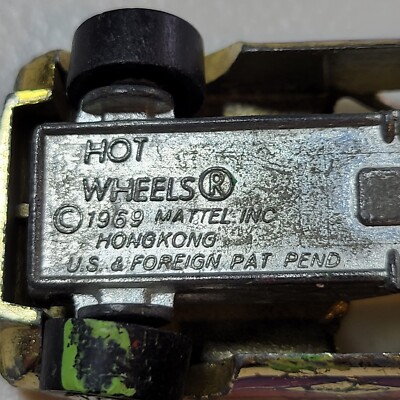 HOT
WHEELS®
©1969 MATTEL INC
HONGKONG
U.S. & FOREIGN PAT PEND